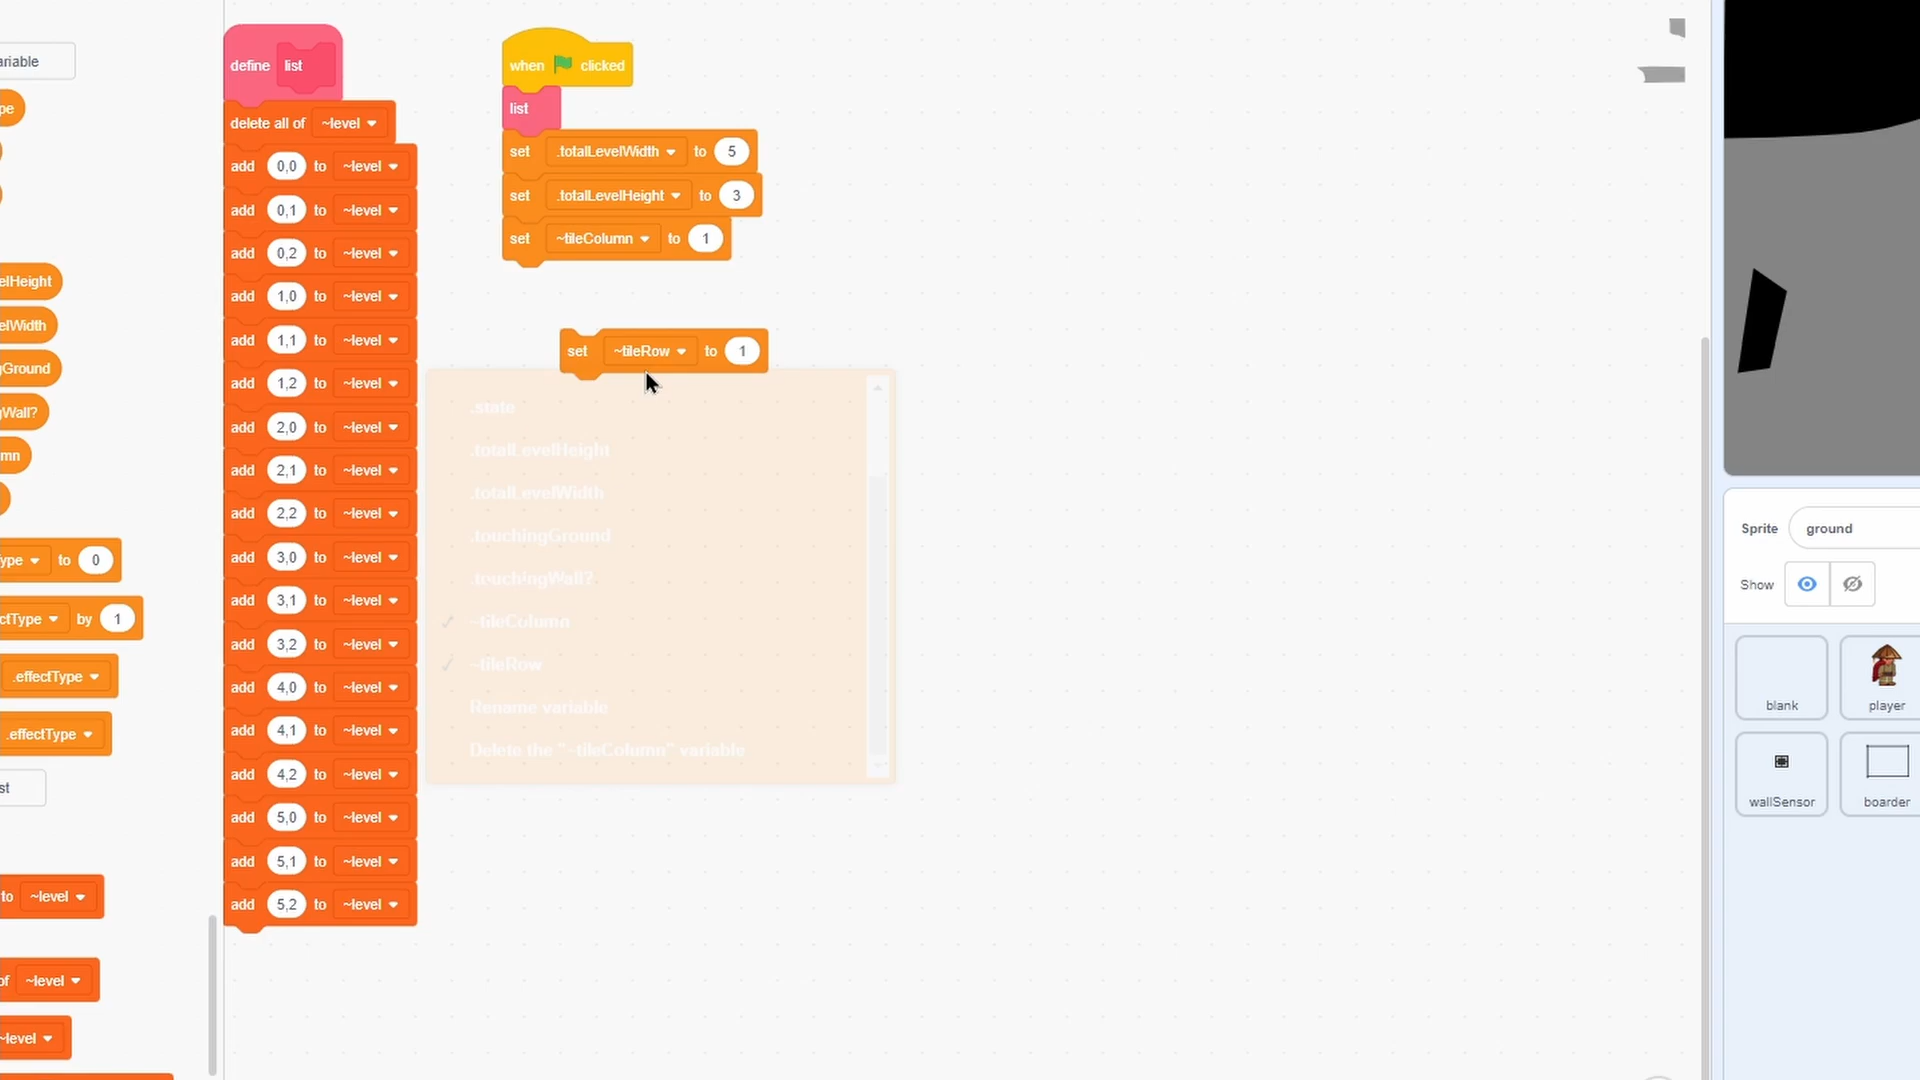 ariable
pe
elHeight
elWidth
gGround
gWall?
mn
ype to 0
ctType by 1
.effectType
.effectType
st
to ~level
of ~level
~level
define list
delete all of ~level
add 0,0 to ~level
add 0,1 to ~level
add 0,2 to ~level
add 1,0 to ~level
add 1,1 to ~level
add 1,2 to ~level
add 2,0 to ~level
add 2,1 to ~level
add 2,2 to ~level
add 3,0 to ~level
add 3,1 to ~level
add 3,2 to ~level
add 4,0 to ~level
add 4,1 to ~level
add 4,2 to ~level
add 5,0 to ~level
add 5,1 to ~level
add 5,2 to ~level
when clicked
list
set .totalLevelWidth to 5
set .totalLevelHeight to 3
set ~tileColumn to 1
set ~tileRow to 1
.state
.totalLevelHeight
.totalLevelWidth
.touchingGround
.touchingWall?
~tileColumn
~tileRow
Rename variable
Delete the "~tileColumn" variable
Sprite ground
Show
blank
player
wallSensor
boarder